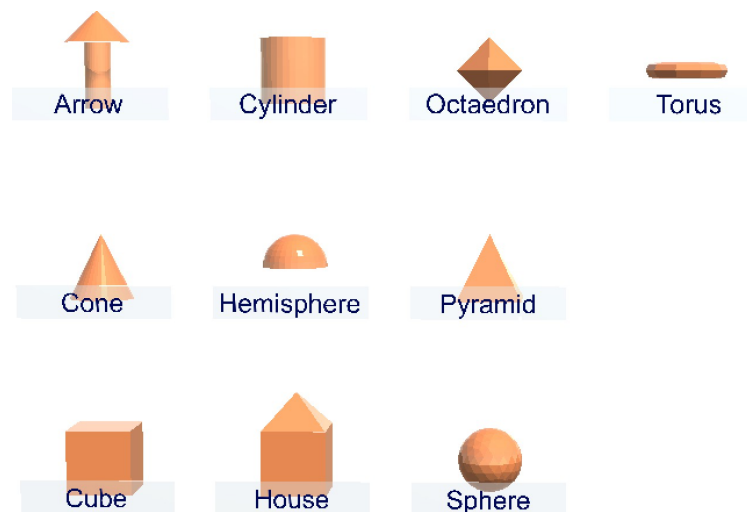 Arrow
Cylinder
Octaedron
Torus
Cone
Hemisphere
Pyramid
Cube
House
Sphere